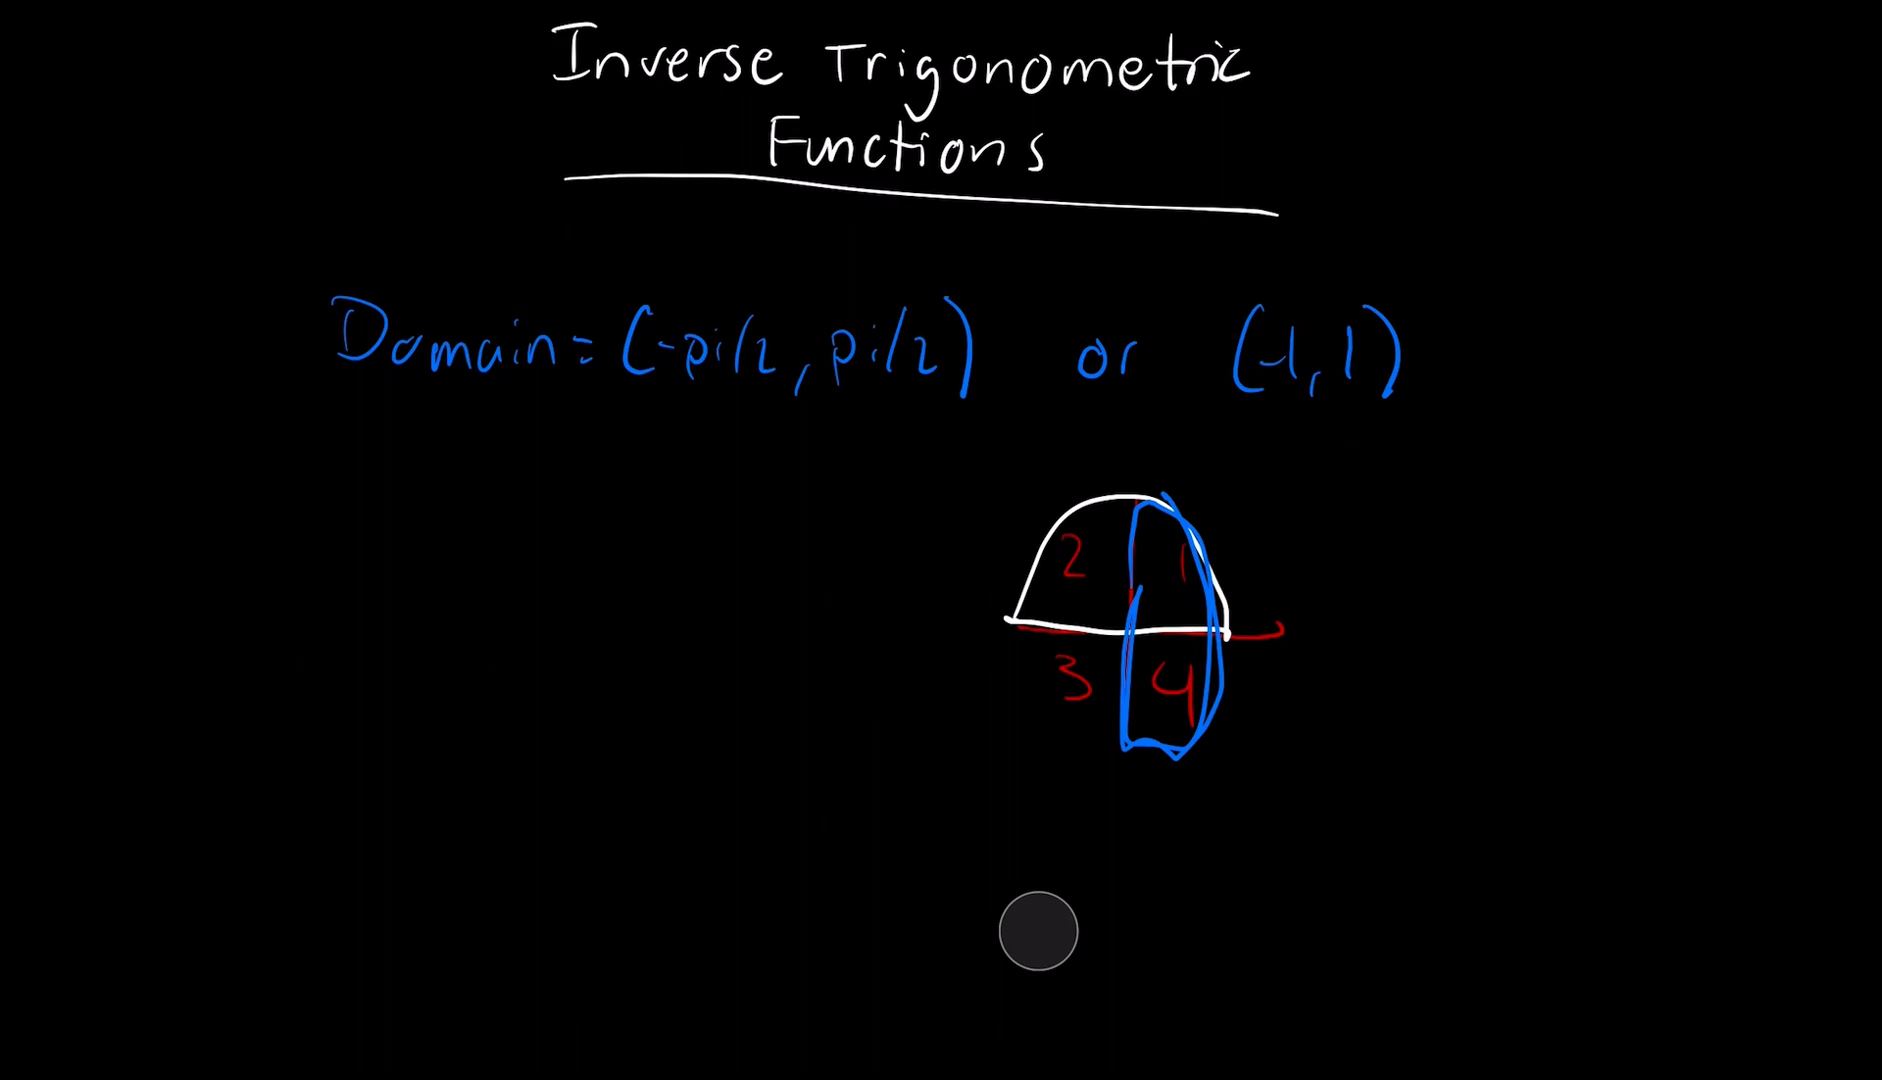 Inverse Trigonometric
Functions
Domain = (-pi/2, pi/2) or (-1, 1)
2 1
3 4